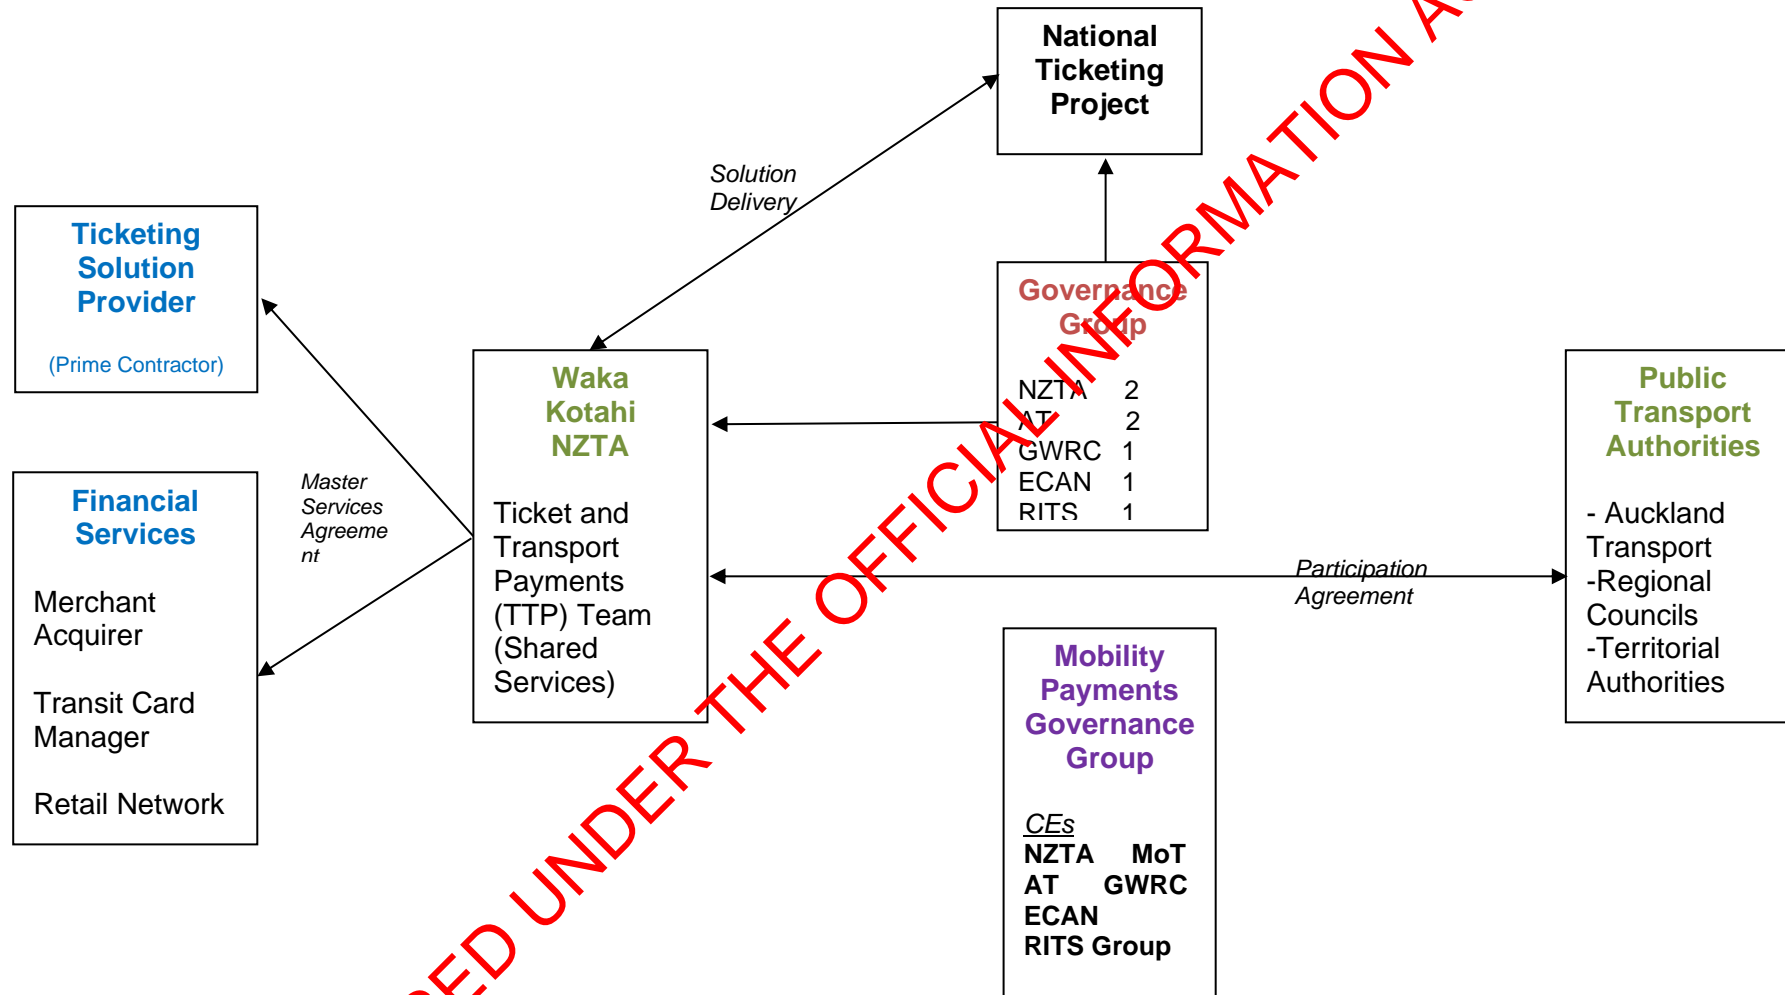 National
Ticketing
Project
Solution
Delivery
Ticketing
Solution
Provider
(Prime Contractor)
Governance
Group
NZTA 2
AT 2
GWRC 1
ECAN 1
RITS 1
Waka
Kotahi
NZTA
Ticket and
Transport
Payments
(TTP) Team
(Shared
Services)
Public
Transport
Authorities
- Auckland
Transport
-Regional
Councils
-Territorial
Authorities
Master
Services
Agreeme
nt
Financial
Services
Merchant
Acquirer
Transit Card
Manager
Retail Network
Participation
Agreement
Mobility
Payments
Governance
Group
CEs
NZTA MoT
AT GWRC
ECAN
RITS Group
UNDER THE OFFICIAL INFORMATION